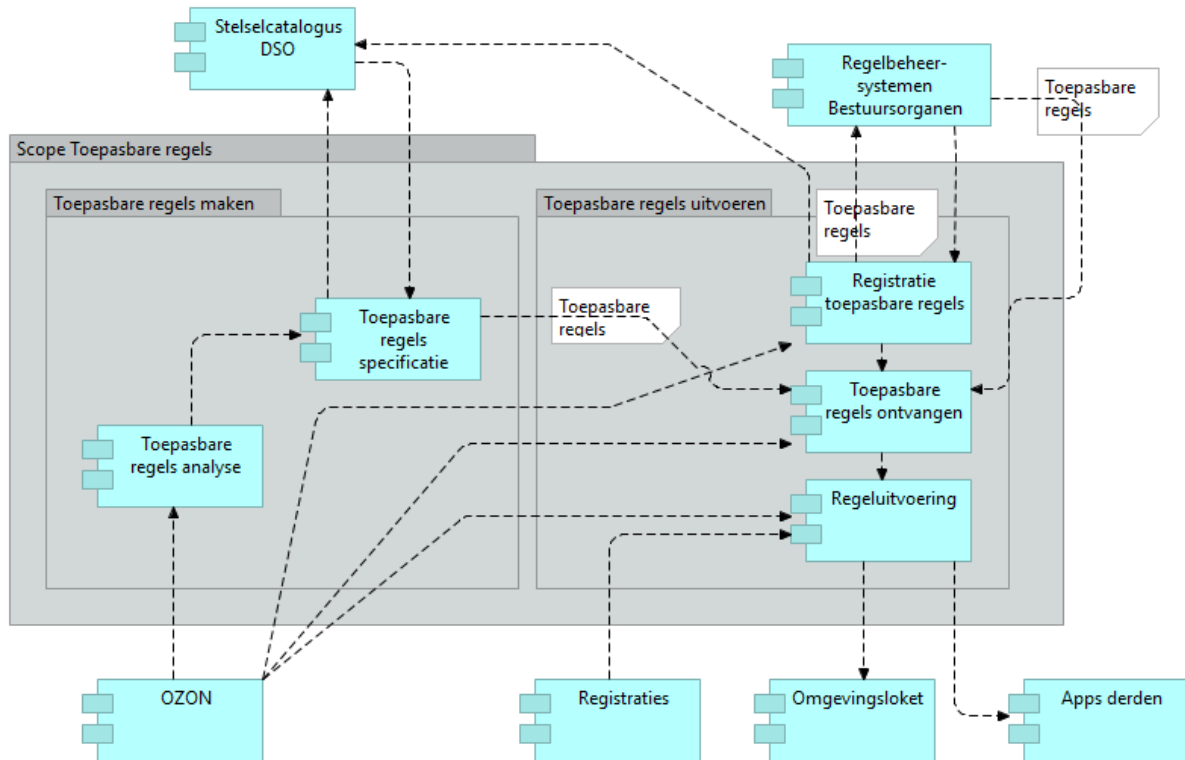 Stelselcatalogus
DSO
Regelbeheer-
systemen
Bestuursorganen
Toepasbare
regels
Scope Toepasbare regels
Toepasbare regels maken
Toepasbare regels uitvoeren
Toepasbare
regels
Registratie
toepasbare regels
Toepasbare
regels
specificatie
Toepasbare
regels
Toepasbare
regels ontvangen
Toepasbare
regels analyse
Regeluitvoering
OZON
Registraties
Omgevingsloket
Apps derden